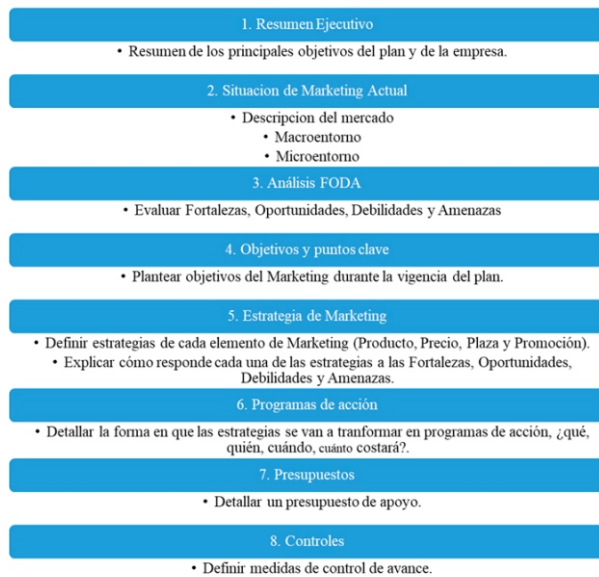 1. Resumen Ejecutivo
• Resumen de los principales objetivos del plan y de la empresa.
2. Situacion de Marketing Actual
• Descripcion del mercado
• Macroentorno
• Microentorno
3. Análisis FODA
• Evaluar Fortalezas, Oportunidades, Debilidades y Amenazas
4. Objetivos y puntos clave
• Plantear objetivos del Marketing durante la vigencia del plan.
5. Estrategia de Marketing
• Definir estrategias de cada elemento de Marketing (Producto, Precio, Plaza y Promoción).
• Explicar cómo responde cada una de las estrategias a las Fortalezas, Oportunidades,
Debilidades y Amenazas.
6. Programas de acción
• Detallar la forma en que las estrategias se van a tranformar en programas de acción, ¿qué,
quién, cuándo, cuánto costará?.
7. Presupuestos
• Detallar un presupuesto de apoyo.
8. Controles
• Definir medidas de control de avance.